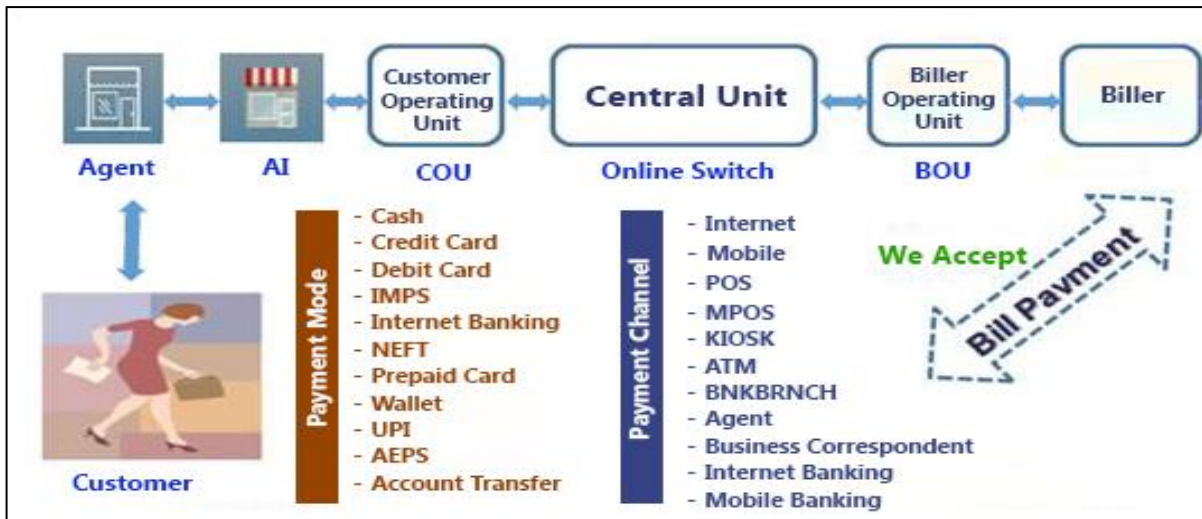 Customer
Operating
Unit
Central Unit
Biller
Operating
Unit
Biller
Agent
AI
COU
Online Switch
BOU
Payment Mode
- Cash
- Credit Card
- Debit Card
- IMPS
- Internet Banking
- NEFT
- Prepaid Card
- Wallet
- UPI
- AEPS
- Account Transfer
Payment Channel
- Internet
- Mobile
- POS
- MPOS
- KIOSK
- ATM
- BNKBRNCH
- Agent
- Business Correspondent
- Internet Banking
- Mobile Banking
We Accept
Bill Payment
Customer